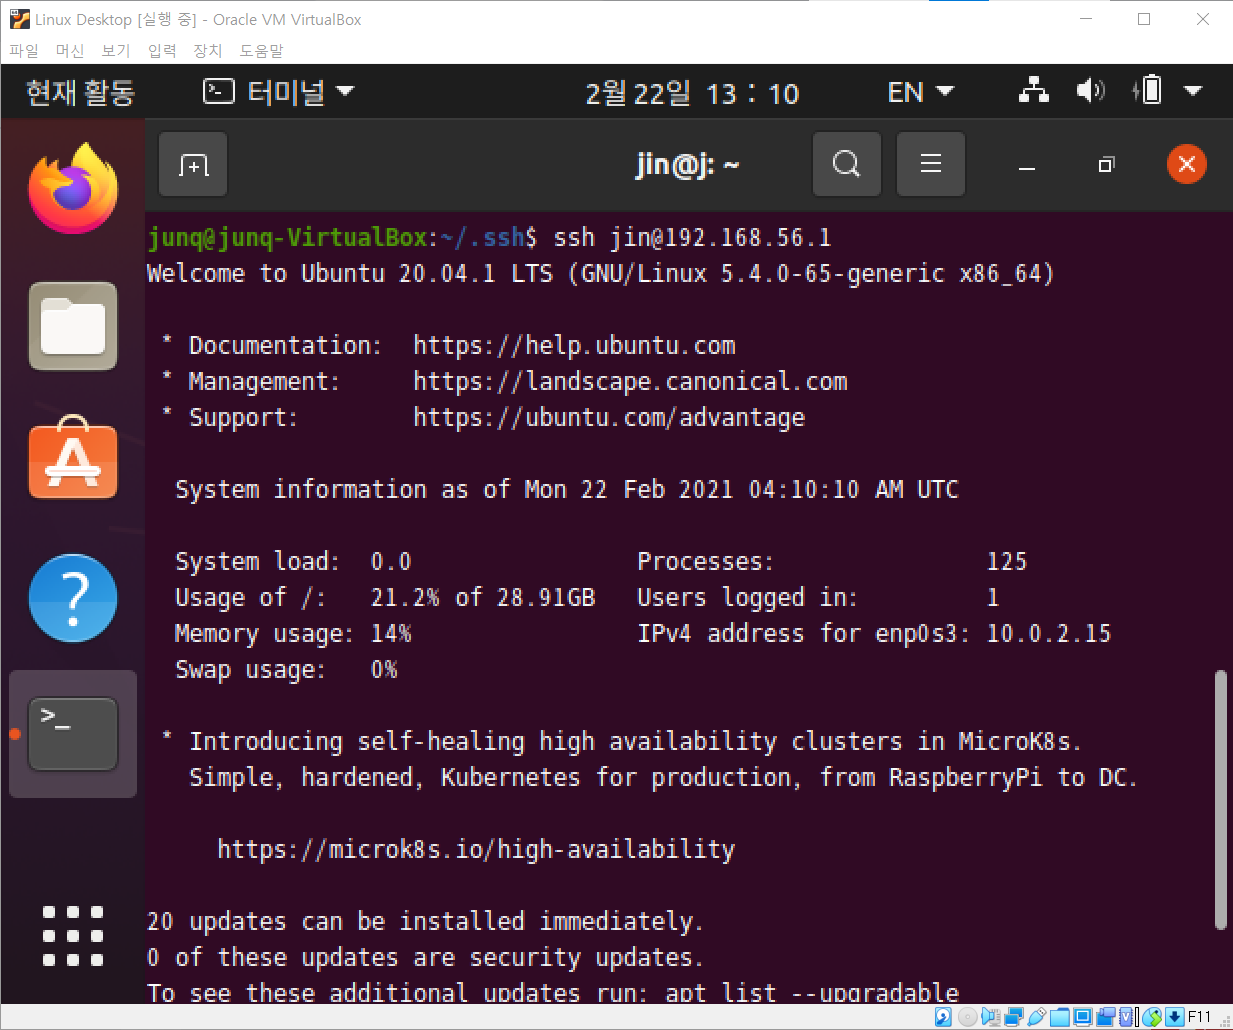 Linux Desktop [실행 중] - Oracle VM VirtualBox
파일 머신 보기 입력 장치 도움말
현재 활동 터미널 2월 22일 13 : 10 EN
jin@j: ~
junq@junq-VirtualBox:~/.ssh$ ssh jin@192.168.56.1
Welcome to Ubuntu 20.04.1 LTS (GNU/Linux 5.4.0-65-generic x86_64)
* Documentation: https://help.ubuntu.com
* Management: https://landscape.canonical.com
* Support: https://ubuntu.com/advantage
System information as of Mon 22 Feb 2021 04:10:10 AM UTC
System load: 0.0 Processes: 125
Usage of /: 21.2% of 28.91GB Users logged in: 1
Memory usage: 14% IPv4 address for enp0s3: 10.0.2.15
Swap usage: 0%
* Introducing self-healing high availability clusters in MicroK8s.
Simple, hardened, Kubernetes for production, from RaspberryPi to DC.
https://microk8s.io/high-availability
20 updates can be installed immediately.
0 of these updates are security updates.
To see these additional updates run: apt list --upgradable
F11